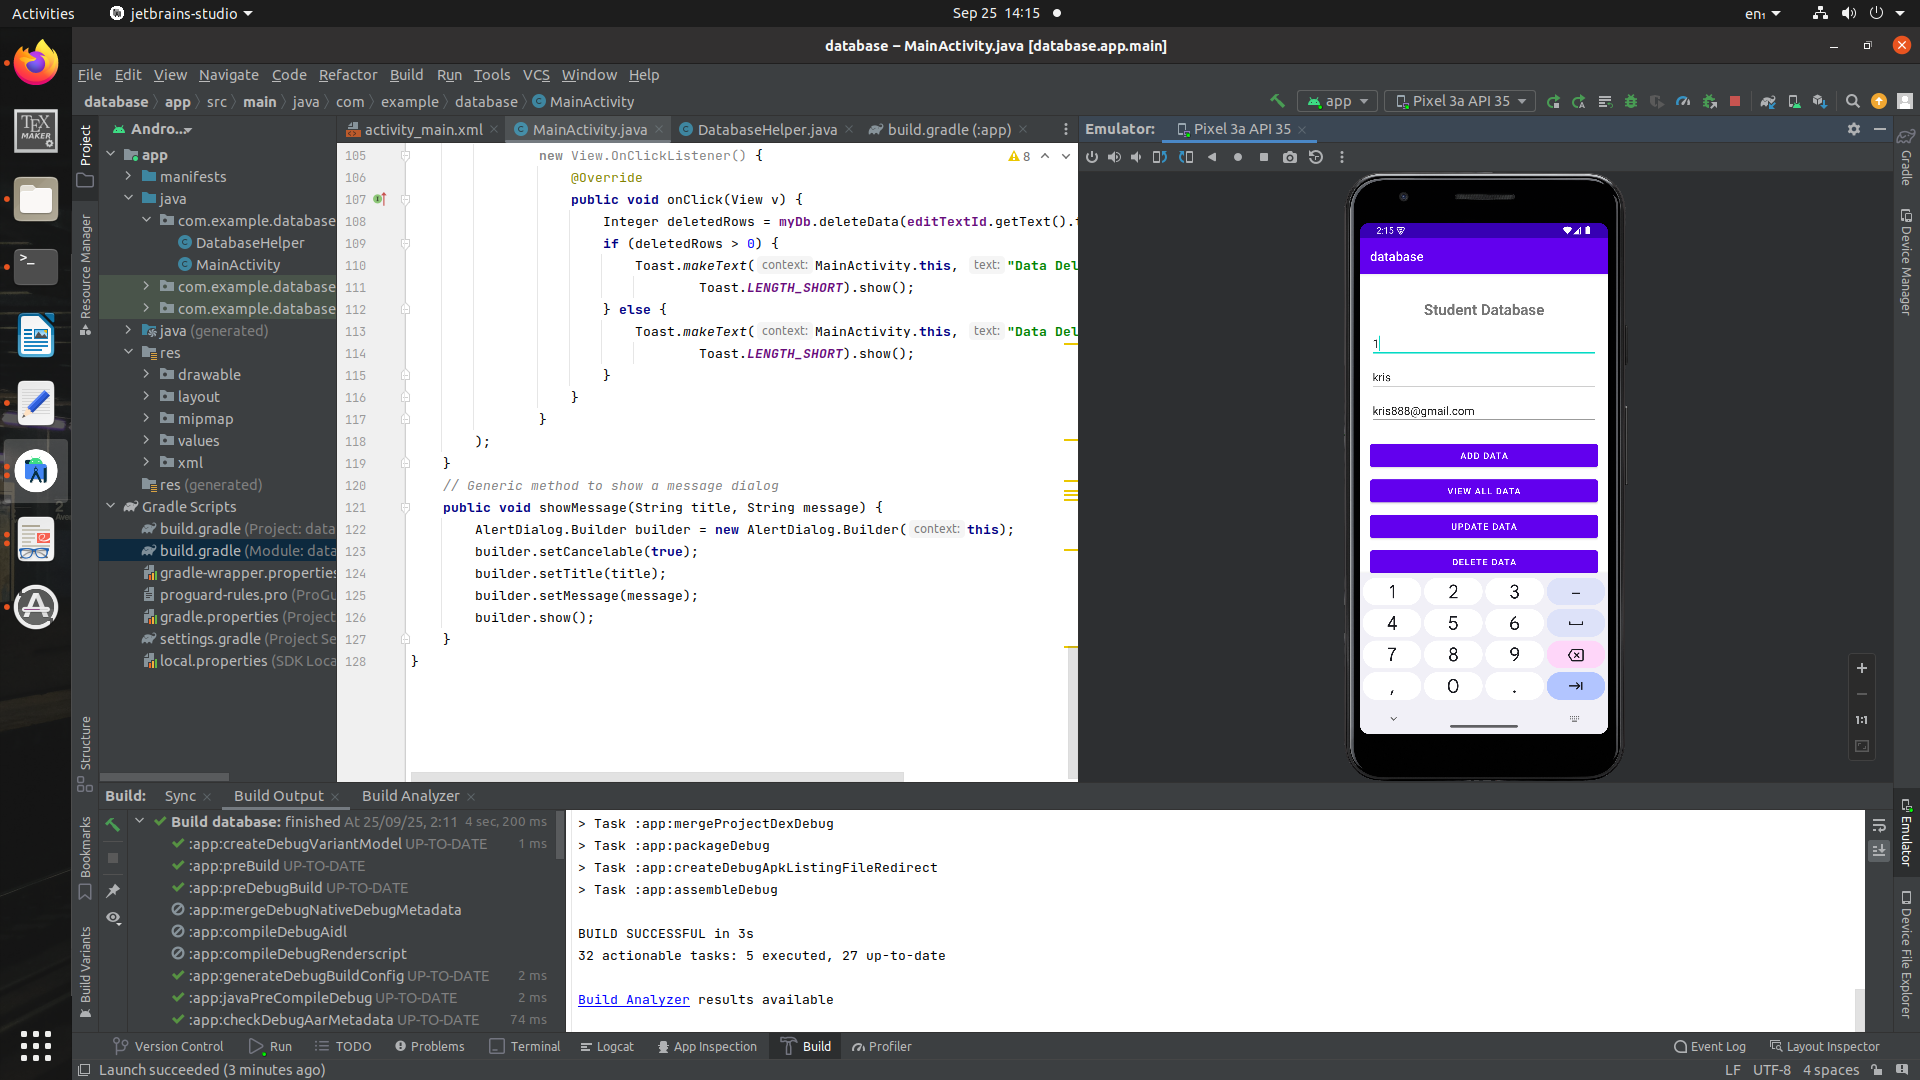 Activities
jetbrains-studio
Sep 25 14:15
en₁
database – MainActivity.java [database.app.main]
File Edit View Navigate Code Refactor Build Run Tools VCS Window Help
database app src main java com example database MainActivity
app
Pixel 3a API 35
Project
Resource Manager
Structure
Bookmarks
Build Variants
Andro...
app
manifests
java
com.example.database
DatabaseHelper
MainActivity
com.example.database
com.example.database
java (generated)
res
drawable
layout
mipmap
values
xml
res (generated)
Gradle Scripts
build.gradle (Project: data
build.gradle (Module: data
gradle-wrapper.properties
proguard-rules.pro (ProGu
gradle.properties (Project
settings.gradle (Project Se
local.properties (SDK Loca
activity_main.xml
MainActivity.java
DatabaseHelper.java
build.gradle (:app)
8
105 new View.OnClickListener() {
106 @Override
107 public void onClick(View v) {
108 Integer deletedRows = myDb.deleteData(editTextId.getText().
109 if (deletedRows > 0) {
110 Toast.makeText( context: MainActivity.this, text: "Data Del
111 Toast.LENGTH_SHORT).show();
112 } else {
113 Toast.makeText( context: MainActivity.this, text: "Data Del
114 Toast.LENGTH_SHORT).show();
115 }
116 }
117 }
118 );
119 }
120 // Generic method to show a message dialog
121 public void showMessage(String title, String message) {
122 AlertDialog.Builder builder = new AlertDialog.Builder( context: this);
123 builder.setCancelable(true);
124 builder.setTitle(title);
125 builder.setMessage(message);
126 builder.show();
127 }
128 }
Emulator: Pixel 3a API 35
2:15
database
Student Database
1
kris
kris888@gmail.com
ADD DATA
VIEW ALL DATA
UPDATE DATA
DELETE DATA
1 2 3 –
4 5 6
7 8 9
, 0 .
1:1
Gradle
Device Manager
Emulator
Device File Explorer
Build: Sync Build Output Build Analyzer
Build database: finished At 25/09/25, 2:11 4 sec, 200 ms
:app:createDebugVariantModel UP-TO-DATE 1 ms
:app:preBuild UP-TO-DATE
:app:preDebugBuild UP-TO-DATE
:app:mergeDebugNativeDebugMetadata
:app:compileDebugAidl
:app:compileDebugRenderscript
:app:generateDebugBuildConfig UP-TO-DATE 2 ms
:app:javaPreCompileDebug UP-TO-DATE 2 ms
:app:checkDebugAarMetadata UP-TO-DATE 74 ms
> Task :app:mergeProjectDexDebug
> Task :app:packageDebug
> Task :app:createDebugApkListingFileRedirect
> Task :app:assembleDebug
BUILD SUCCESSFUL in 3s
32 actionable tasks: 5 executed, 27 up-to-date
Build Analyzer results available
Version Control Run TODO Problems Terminal Logcat App Inspection Build Profiler
Event Log Layout Inspector
Launch succeeded (3 minutes ago)
LF UTF-8 4 spaces